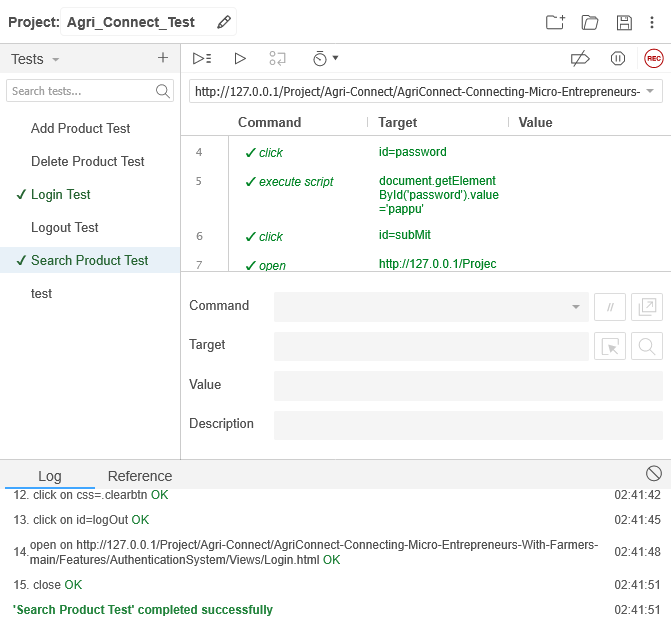 Project: Agri_Connect_Test
Tests
REC
Search tests...
http://127.0.0.1/Project/Agri-Connect/AgriConnect-Connecting-Micro-Entrepreneurs-
Command Target Value
Add Product Test
Delete Product Test
✓ Login Test
Logout Test
✓ Search Product Test
test
4 ✓ click id=password
5 ✓ execute script document.getElement
ById('password').value
='pappu'
6 ✓ click id=subMit
7 ✓ open http://127.0.0.1/Projec
Command //
Target
Value
Description
Log Reference
12. click on css=.clearbtn OK 02:41:42
13. click on id=logOut OK 02:41:45
14. open on http://127.0.0.1/Project/Agri-Connect/AgriConnect-Connecting-Micro-Entrepreneurs-With-Farmers-
main/Features/AuthenticationSystem/Views/Login.html OK 02:41:48
15. close OK 02:41:51
'Search Product Test' completed successfully 02:41:51